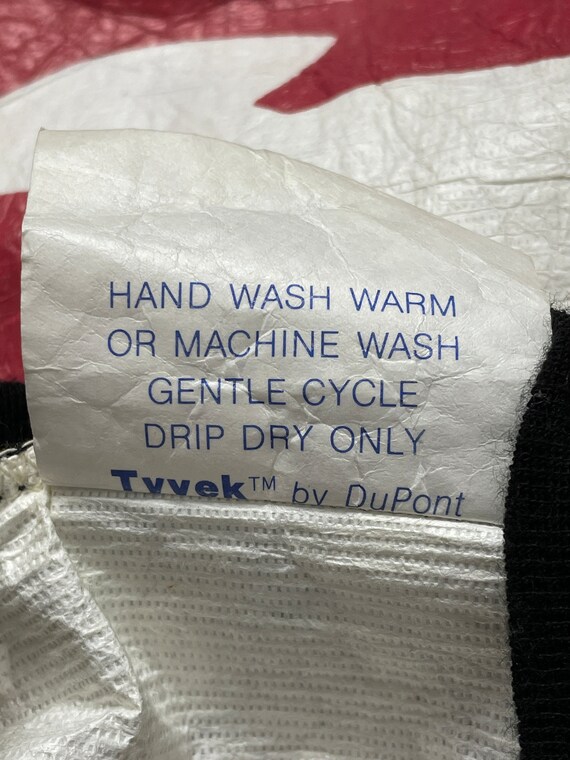 HAND WASH WARM
OR MACHINE WASH
GENTLE CYCLE
DRIP DRY ONLY
Tyvek™ by DuPont